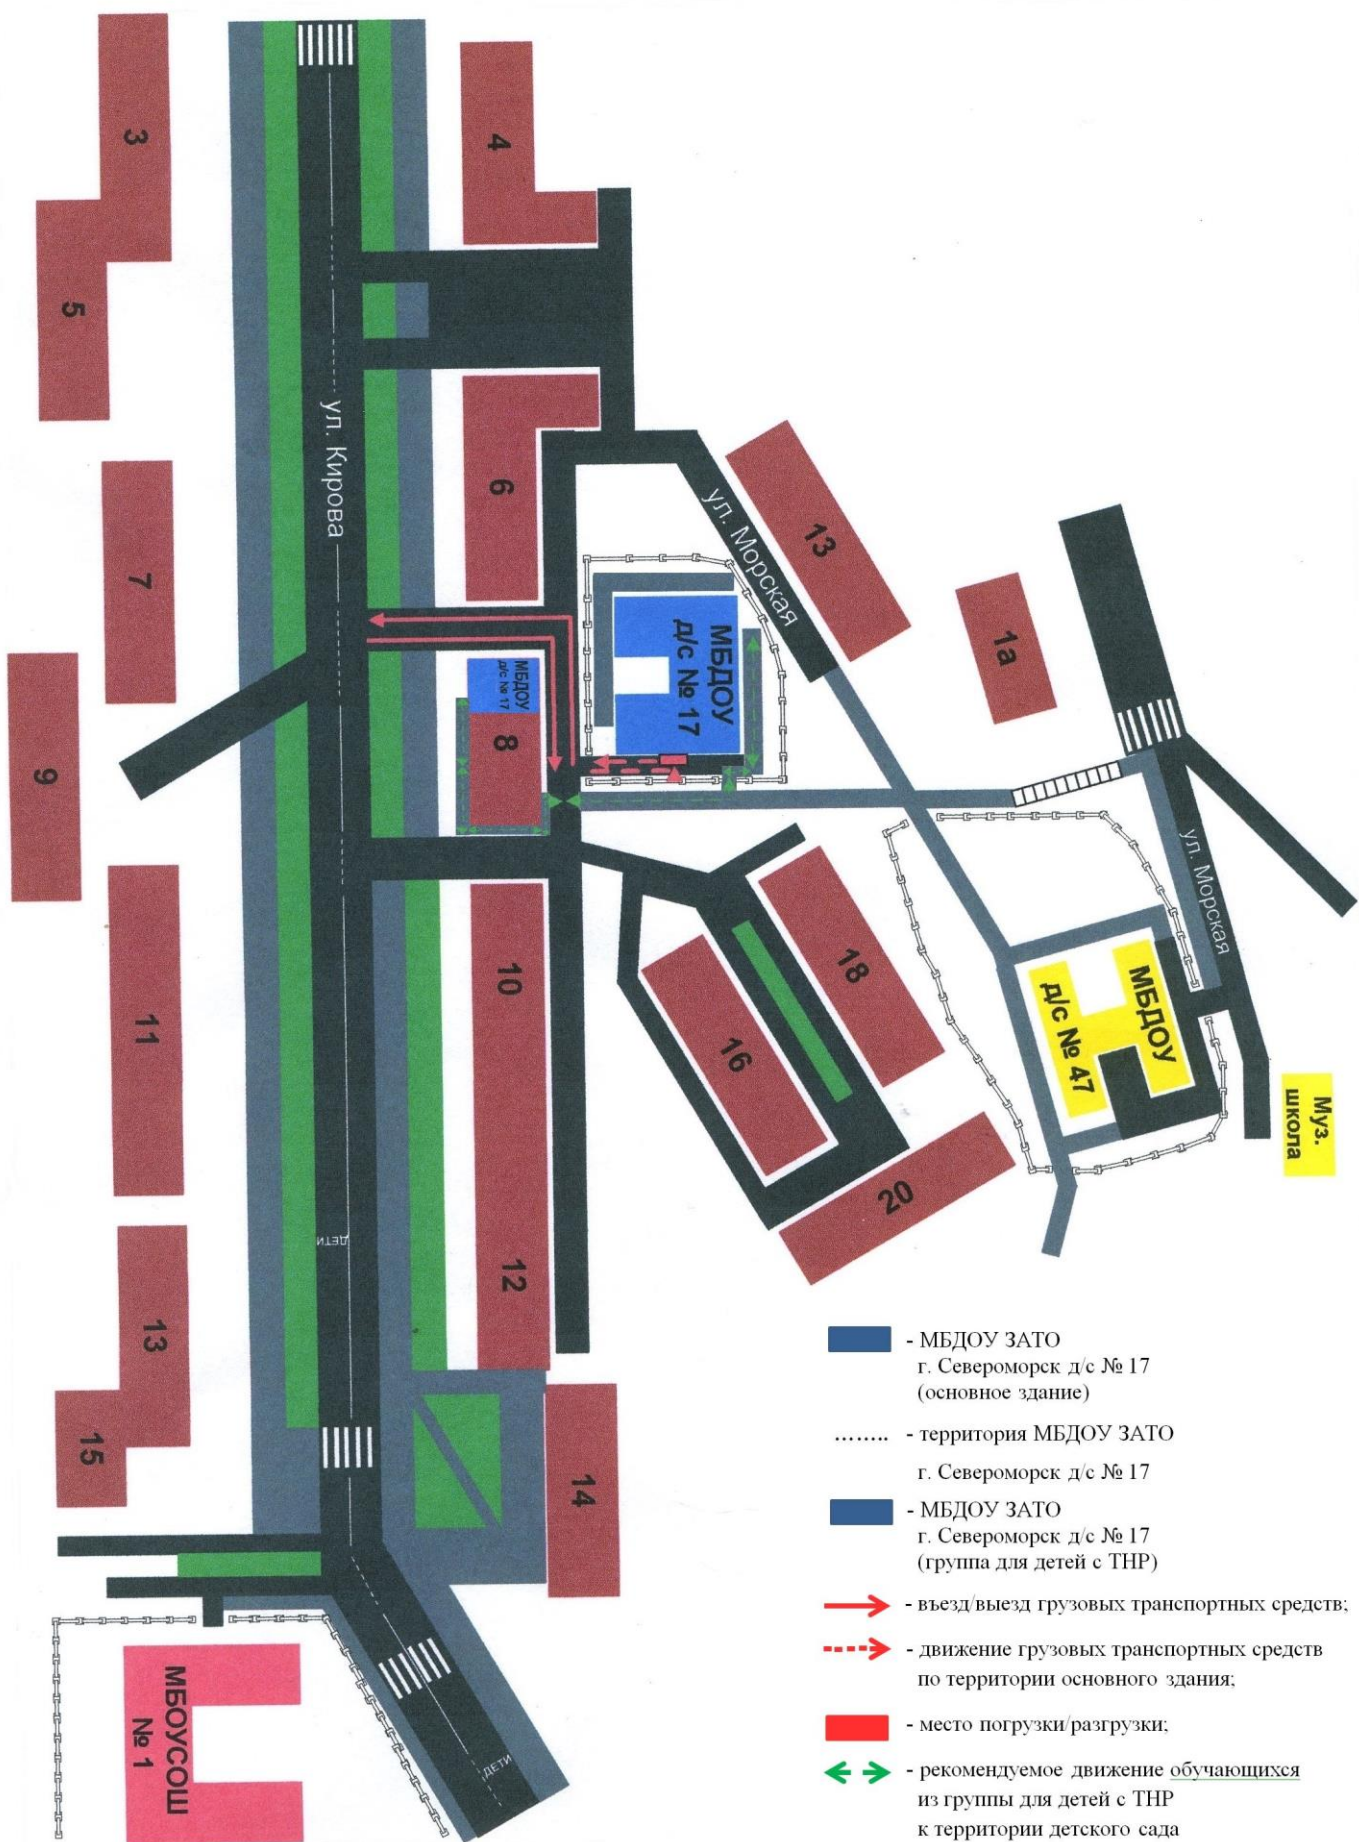 3
4
5
ул. Кирова
6
7
ул. Морская
13
1а
МБДОУ
д/с № 17
МБДОУ
д/с № 17
8
9
ул. Морская
10
11
18
16
МБДОУ
д/с № 47
Муз.
школа
20
ДЕТИ
12
13
15
14
МБОУСОШ
№ 1
ДЕТИ
- МБДОУ ЗАТО
г. Североморск д/с № 17
(основное здание)
........ - территория МБДОУ ЗАТО
г. Североморск д/с № 17
- МБДОУ ЗАТО
г. Североморск д/с № 17
(группа для детей с ТНР)
- въезд/выезд грузовых транспортных средств;
- движение грузовых транспортных средств
по территории основного здания;
- место погрузки/разгрузки;
- рекомендуемое движение обучающихся
из группы для детей с ТНР
к территории детского сада